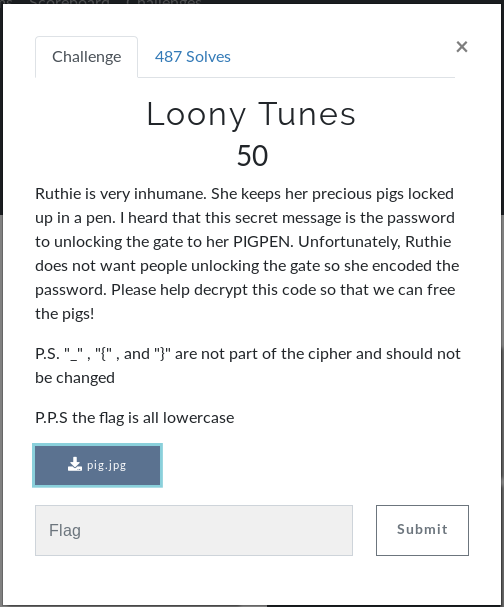 Scoreboard Challenges
Challenge
487 Solves
×
Loony Tunes
50
Ruthie is very inhumane. She keeps her precious pigs locked
up in a pen. I heard that this secret message is the password
to unlocking the gate to her PIGPEN. Unfortunately, Ruthie
does not want people unlocking the gate so she encoded the
password. Please help decrypt this code so that we can free
the pigs!
P.S. "_" , "{" , and "}" are not part of the cipher and should not
be changed
P.P.S the flag is all lowercase
pig.jpg
Flag
Submit